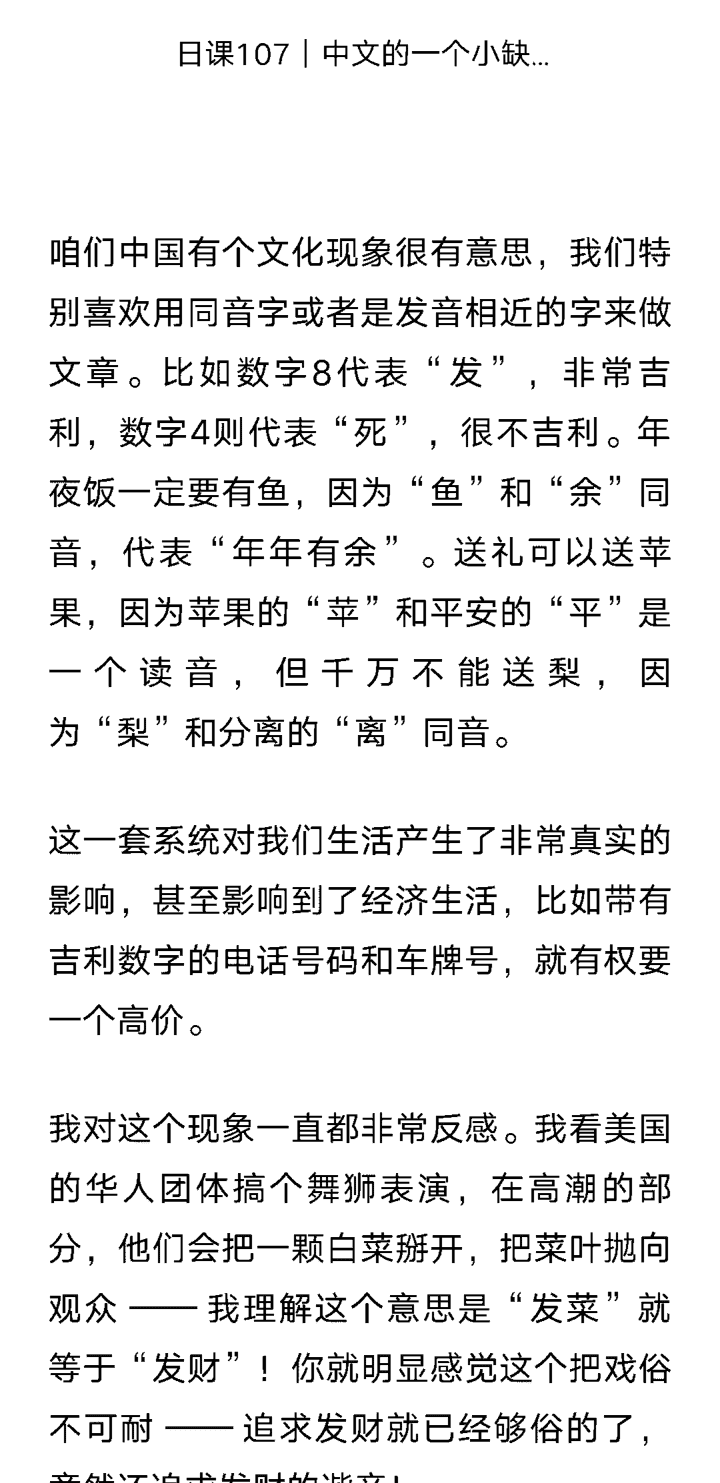 日课107｜中文的一个小缺...
咱们中国有个文化现象很有意思，我们特
别喜欢用同音字或者是发音相近的字来做
文章。比如数字8代表“发”，非常吉
利，数字4则代表“死”，很不吉利。年
夜饭一定要有鱼，因为“鱼”和“余”同
音，代表“年年有余”。送礼可以送苹
果，因为苹果的“苹”和平安的“平”是
一个读音，但千万不能送梨，因
为“梨”和分离的“离”同音。
这一套系统对我们生活产生了非常真实的
影响，甚至影响到了经济生活，比如带有
吉利数字的电话号码和车牌号，就有权要
一个高价。
我对这个现象一直都非常反感。我看美国
的华人团体搞个舞狮表演，在高潮的部
分，他们会把一颗白菜掰开，把菜叶抛向
观众 —— 我理解这个意思是“发菜”就
等于“发财”！你就明显感觉这个把戏俗
不可耐 —— 追求发财就已经够俗的了，
竟然还追求发财的谐音！